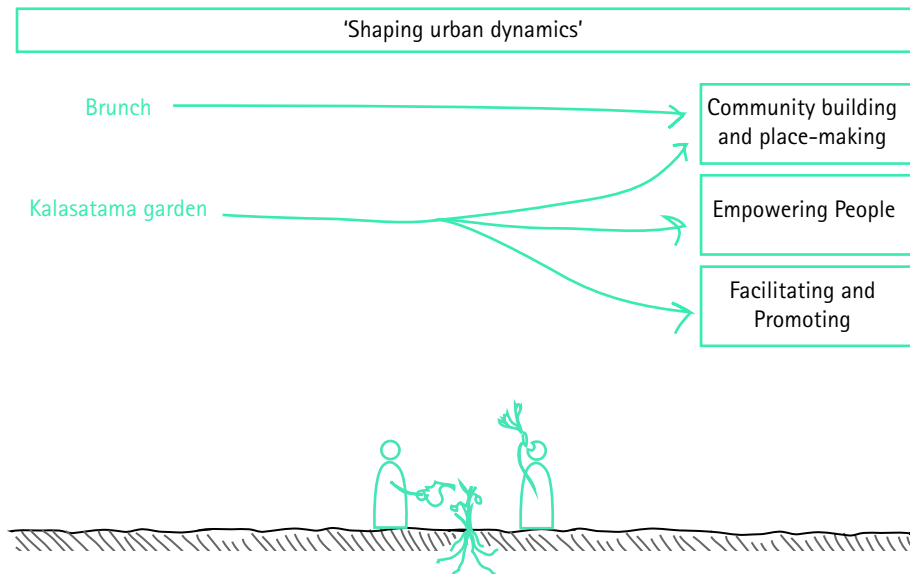 'Shaping urban dynamics'
Brunch
Community building
and place-making
Kalasatama garden
Empowering People
Facilitating and
Promoting